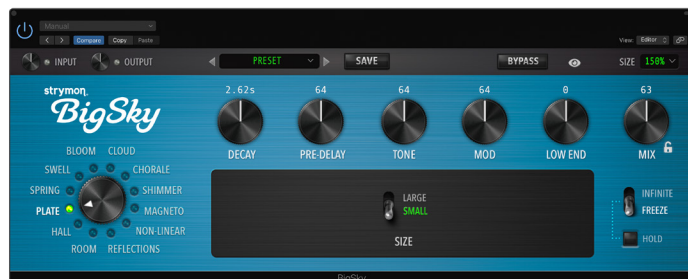 Manual
< > Compare Copy Paste
View: Editor
INPUT OUTPUT PRESET SAVE BYPASS SIZE 150%
strymon.
BigSky
2.62s 64 64 64 0 63
DECAY PRE-DELAY TONE MOD LOW END MIX
BLOOM CLOUD
SWELL CHORALE
SPRING SHIMMER
PLATE MAGNETO
HALL NON-LINEAR
ROOM REFLECTIONS
LARGE
SMALL
SIZE
INFINITE
FREEZE
HOLD
BigSky